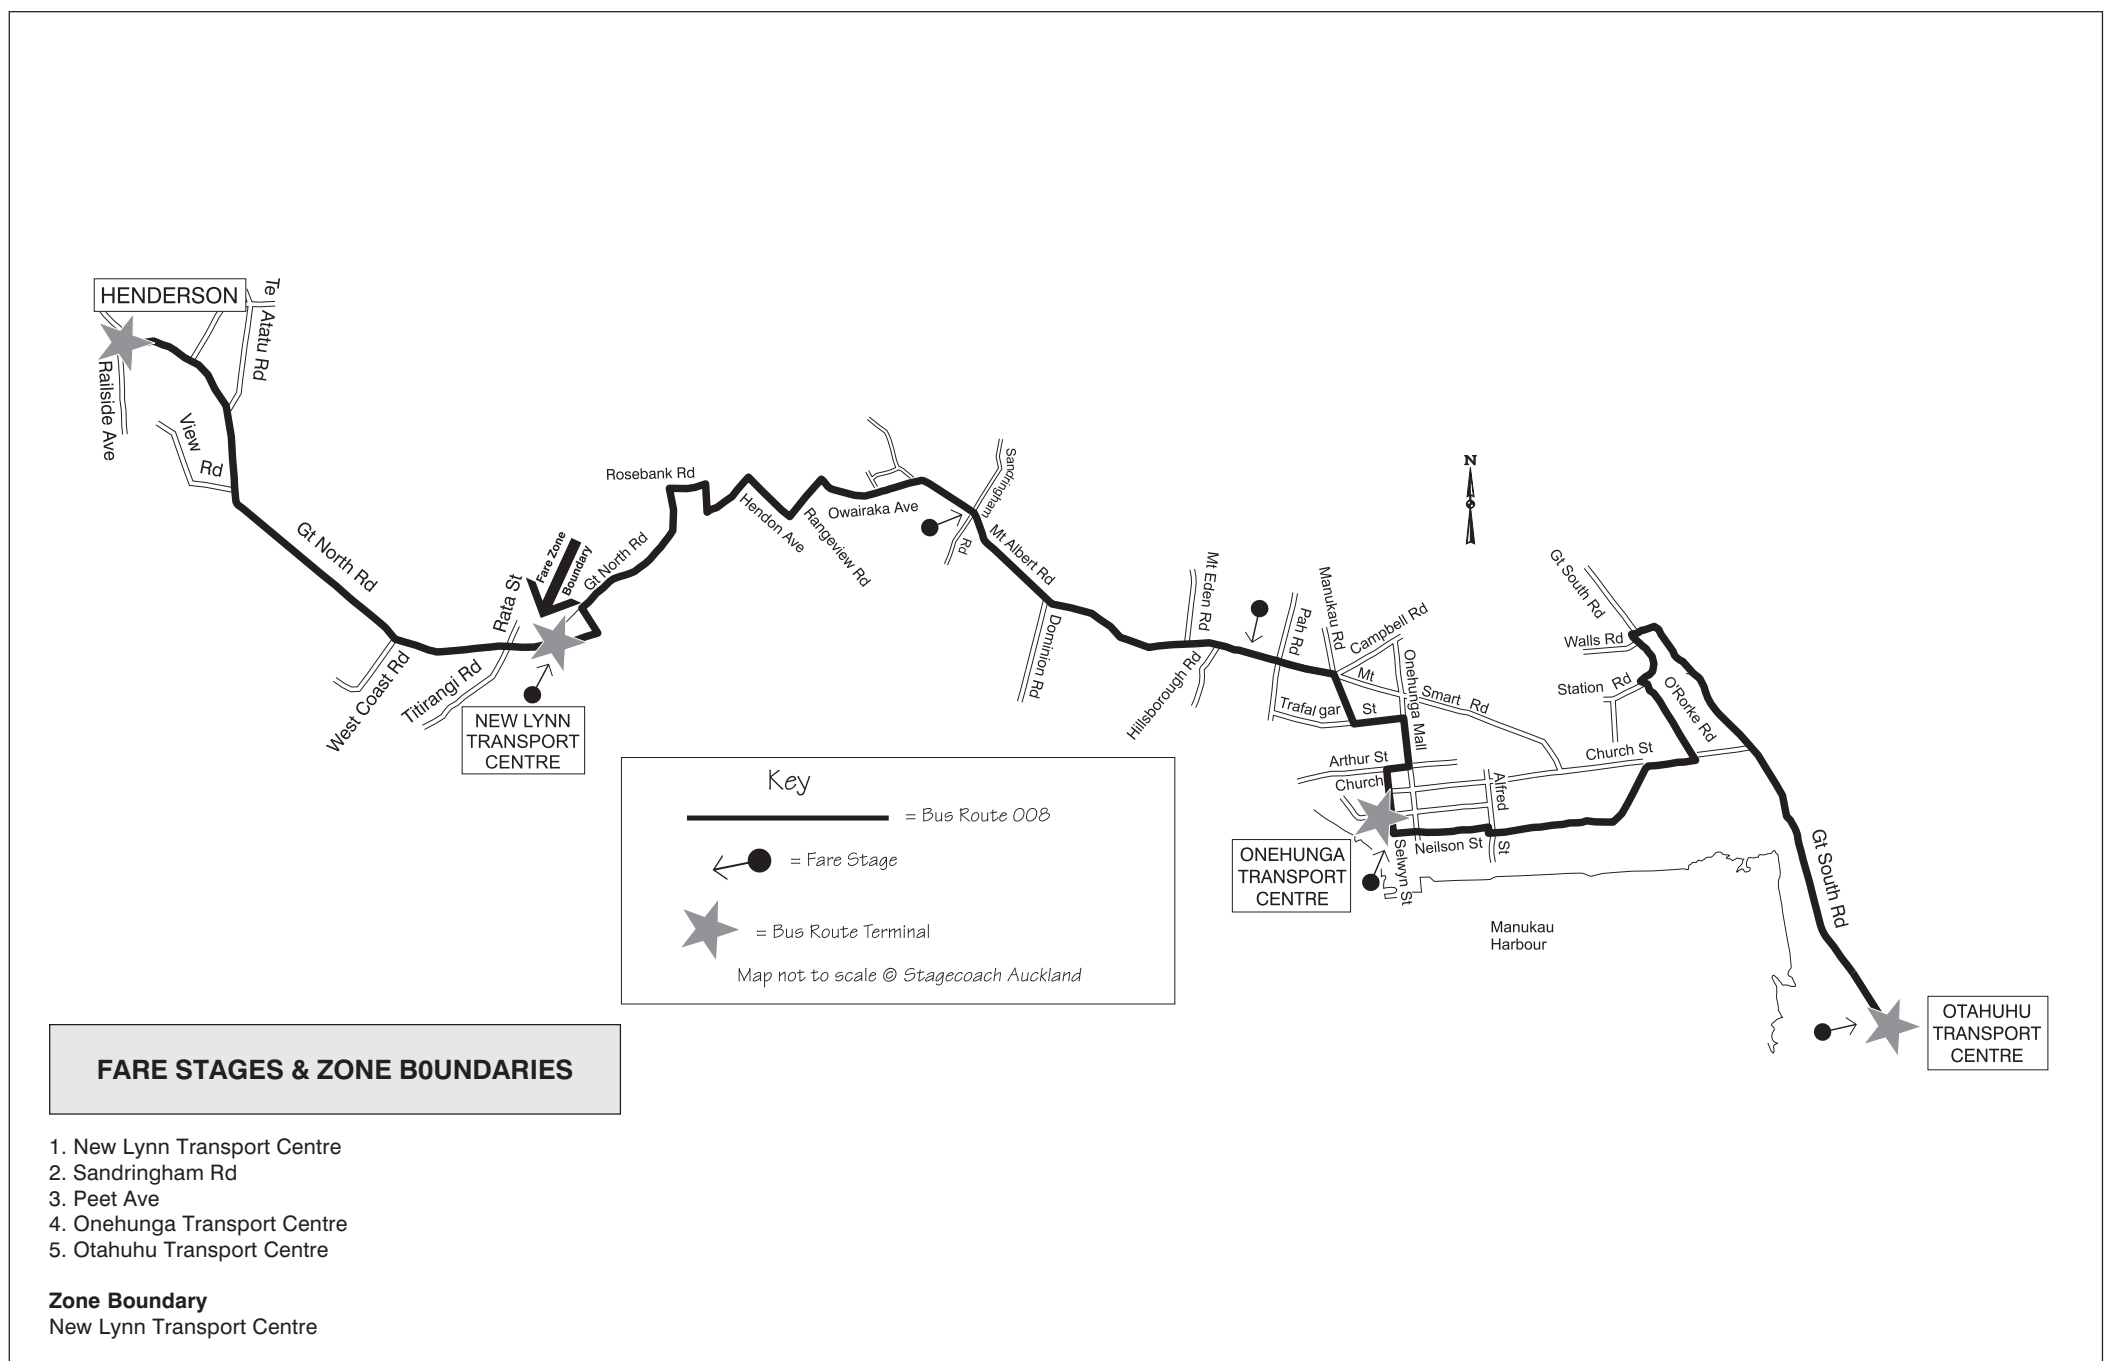 HENDERSON
Te Atatu Rd
Railside Ave
View Rd
Gt North Rd
West Coast Rd
Titirangi Rd
Rata St
Fare Zone
Boundary
Gt North Rd
NEW LYNN
TRANSPORT
CENTRE
Rosebank Rd
Hendon Ave
Rangeview Rd
Owairaka Ave
Sandringham Rd
Mt Albert Rd
Dominion Rd
Mt Eden Rd
Hillsborough Rd
Pah Rd
Manukau Rd
Campbell Rd
Mt Smart Rd
Onehunga Mall
Trafalgar St
Arthur St
Church
Church St
Alfred St
Neilson St
Selwyn St
ONEHUNGA
TRANSPORT
CENTRE
N
Gt South Rd
Walls Rd
Station Rd
O'Rorke Rd
Gt South Rd
Manukau
Harbour
OTAHUHU
TRANSPORT
CENTRE
Key
= Bus Route 008
= Fare Stage
= Bus Route Terminal
Map not to scale © Stagecoach Auckland
FARE STAGES & ZONE B0UNDARIES
1. New Lynn Transport Centre
2. Sandringham Rd
3. Peet Ave
4. Onehunga Transport Centre
5. Otahuhu Transport Centre
Zone Boundary
New Lynn Transport Centre